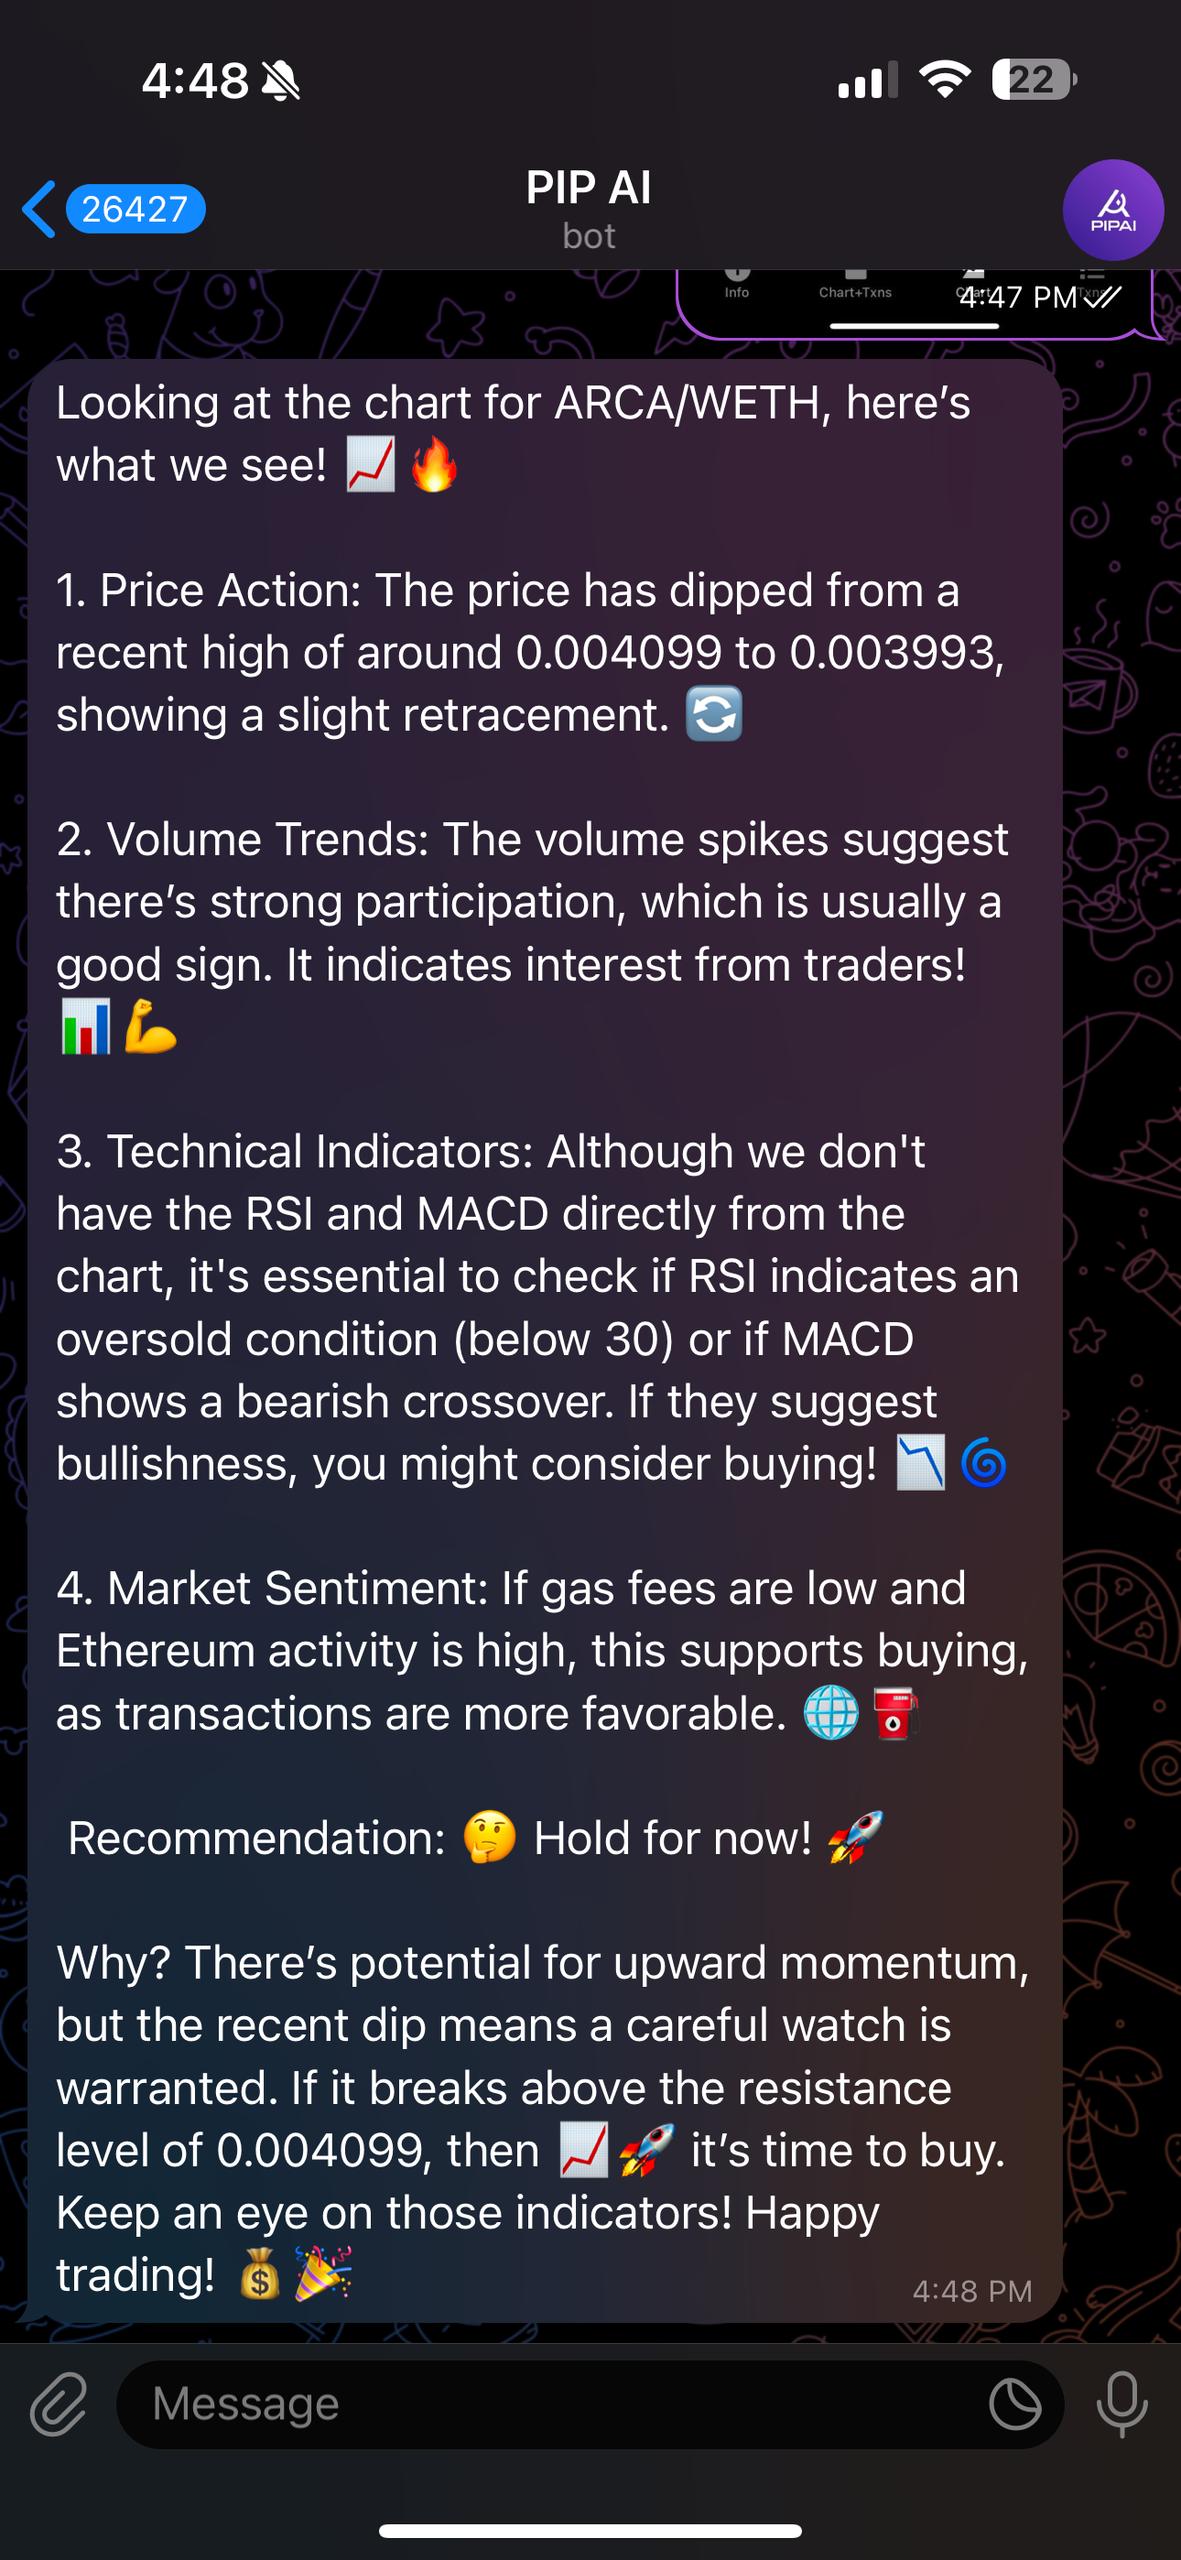 4:48
22
26427
PIP AI
bot
PIPAI
Info
Chart+Txns
Chart
Txns
4:47 PM
Looking at the chart for ARCA/WETH, here’s
what we see! 📈🔥
1. Price Action: The price has dipped from a
recent high of around 0.004099 to 0.003993,
showing a slight retracement. 🔄
2. Volume Trends: The volume spikes suggest
there’s strong participation, which is usually a
good sign. It indicates interest from traders!
📊💪
3. Technical Indicators: Although we don't
have the RSI and MACD directly from the
chart, it's essential to check if RSI indicates an
oversold condition (below 30) or if MACD
shows a bearish crossover. If they suggest
bullishness, you might consider buying! 📉🌀
4. Market Sentiment: If gas fees are low and
Ethereum activity is high, this supports buying,
as transactions are more favorable. 🌐⛽
Recommendation: 🤔 Hold for now! 🚀
Why? There’s potential for upward momentum,
but the recent dip means a careful watch is
warranted. If it breaks above the resistance
level of 0.004099, then 📈🚀 it’s time to buy.
Keep an eye on those indicators! Happy
trading! 💰🎉
4:48 PM
Message